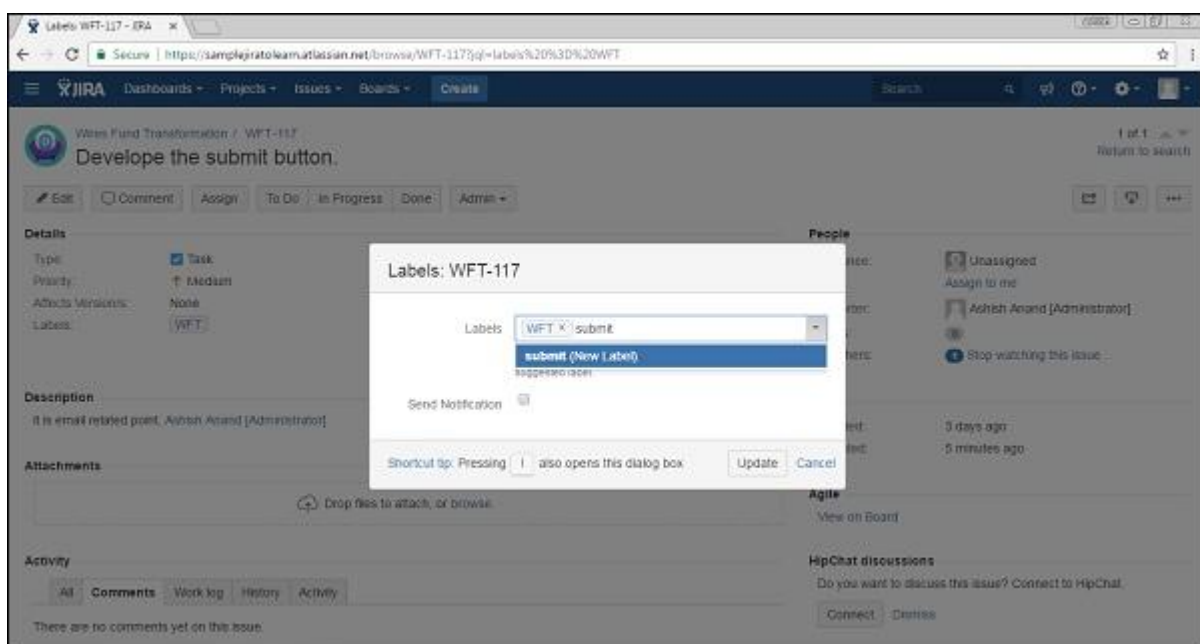 Labels WFT-117 - JIRA
Secure | https://samplejiratolearn.atlassian.net/browse/WFT-117?jql=labels%20%3D%20WFT
JIRA Dashboards Projects Issues Boards Create Search
Wires Fund Transformation / WFT-117
Develope the submit button.
1 of 1
Return to search
Edit Comment Assign To Do In Progress Done Admin
Details
Type: Task
Priority: Medium
Affects Versions: None
Labels: WFT
People
Unassigned
Assign to me
Ashish Anand [Administrator]
Stop watching this issue
Labels: WFT-117
Labels WFT × submit
submit (New Label)
suggested label.
Send Notification
Shortcut tip: Pressing also opens this dialog box Update Cancel
Description
It is email related point. Ashish Anand [Administrator]
3 days ago
5 minutes ago
Attachments
Drop files to attach, or browse.
Agile
View on Board
Activity
All Comments Work log History Activity
There are no comments yet on this issue.
HipChat discussions
Do you want to discuss this issue? Connect to HipChat.
Connect Dismiss